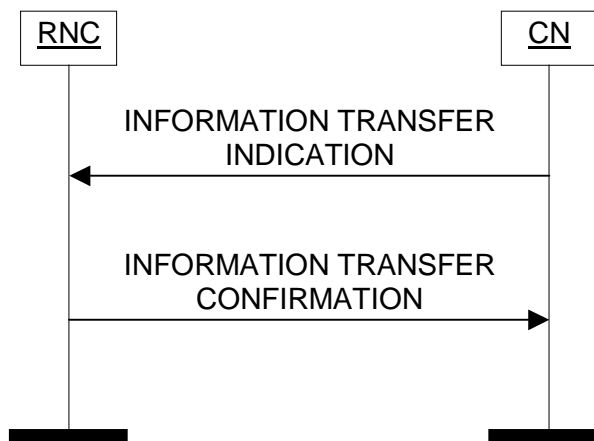 RNC
CN
INFORMATION TRANSFER
INDICATION
INFORMATION TRANSFER
CONFIRMATION